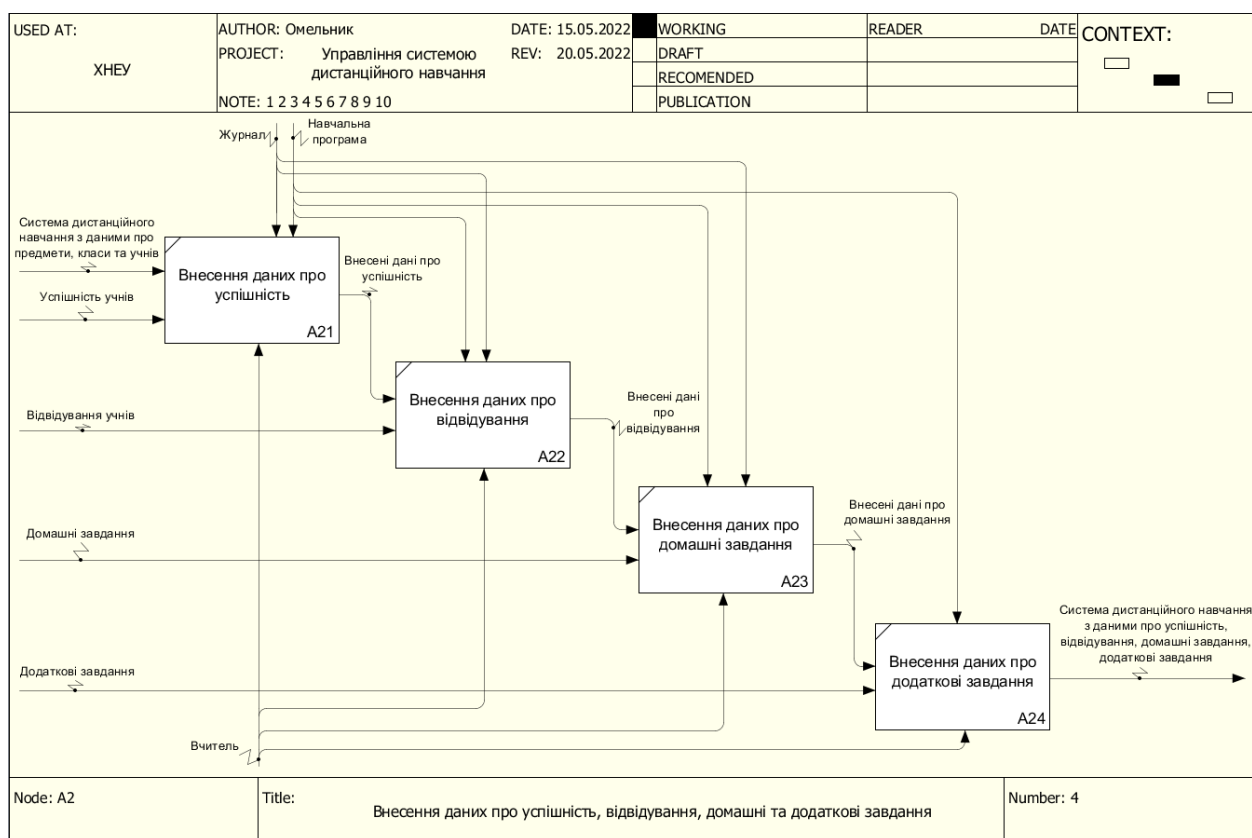 USED AT:
ХНЕУ
AUTHOR: Омельник
DATE: 15.05.2022
PROJECT: Управління системою
дистанційного навчання
REV: 20.05.2022
NOTE: 1 2 3 4 5 6 7 8 9 10
WORKING
DRAFT
RECOMENDED
PUBLICATION
READER
DATE
CONTEXT:
Журнал
Навчальна
програма
Система дистанційного
навчання з даними про
предмети, класи та учнів
Успішність учнів
Внесення даних про
успішність
A21
Внесені дані про
успішність
Відвідування учнів
Внесення даних про
відвідування
A22
Внесені дані
про
відвідування
Домашні завдання
Внесення даних про
домашні завдання
A23
Внесені дані про
домашні завдання
Додаткові завдання
Внесення даних про
додаткові завдання
A24
Система дистанційного навчання
з даними про успішність,
відвідування, домашні завдання,
додаткові завдання
Вчитель
Node: A2
Title:
Внесення даних про успішність, відвідування, домашні та додаткові завдання
Number: 4